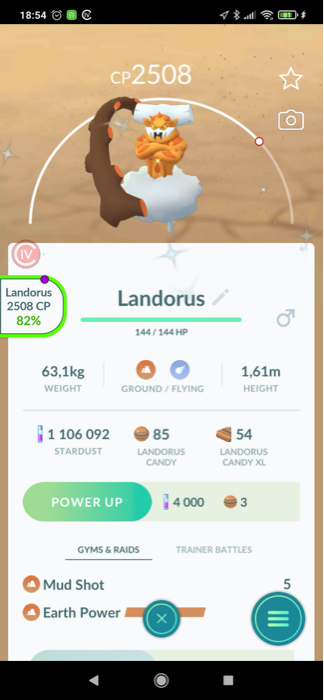 18:54
CP2508
IV
Landorus
2508 CP
82%
Landorus
144 / 144 HP
63,1kg
WEIGHT
GROUND / FLYING
1,61m
HEIGHT
1 106 092
STARDUST
85
LANDORUS
CANDY
54
LANDORUS
CANDY XL
POWER UP
4 000
3
GYMS & RAIDS
TRAINER BATTLES
Mud Shot
5
Earth Power